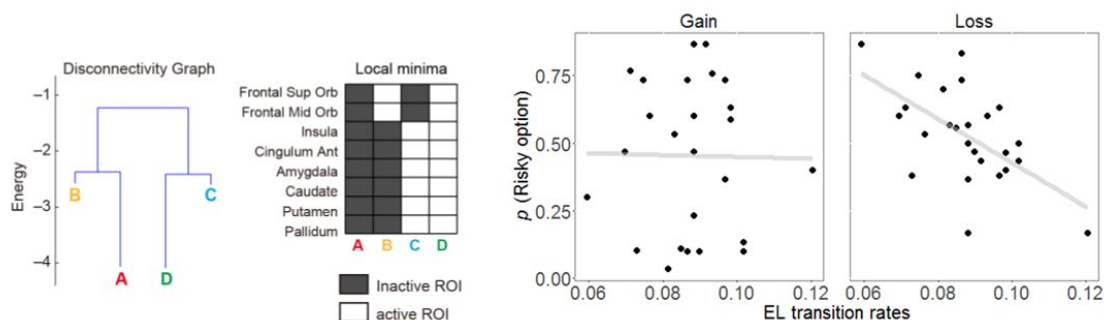 Disconnectivity Graph
Energy
−1
−2
−3
−4
B
A
D
C
Local minima
Frontal Sup Orb
Frontal Mid Orb
Insula
Cingulum Ant
Amygdala
Caudate
Putamen
Pallidum
A B C D
Inactive ROI
active ROI
Gain
Loss
p (Risky option)
0.75
0.50
0.25
0.00
0.06 0.08 0.10 0.12
0.06 0.08 0.10 0.12
EL transition rates